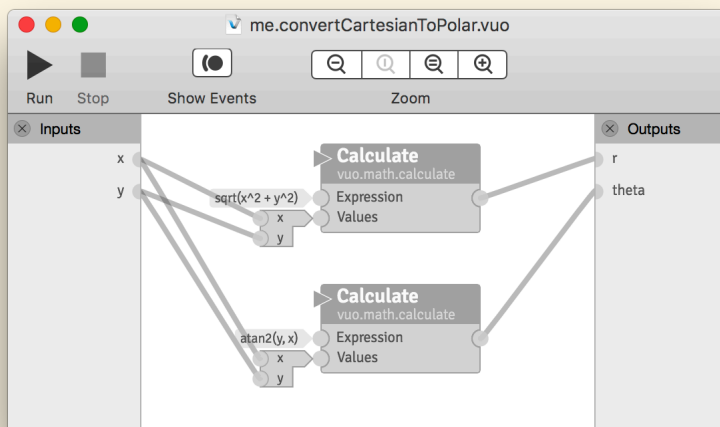 me.convertCartesianToPolar.vuo
Run
Stop
Show Events
Zoom
Inputs
x
y
Calculate
vuo.math.calculate
sqrt(x^2 + y^2)
Expression
x
Values
y
Calculate
vuo.math.calculate
atan2(y, x)
Expression
x
Values
y
Outputs
r
theta